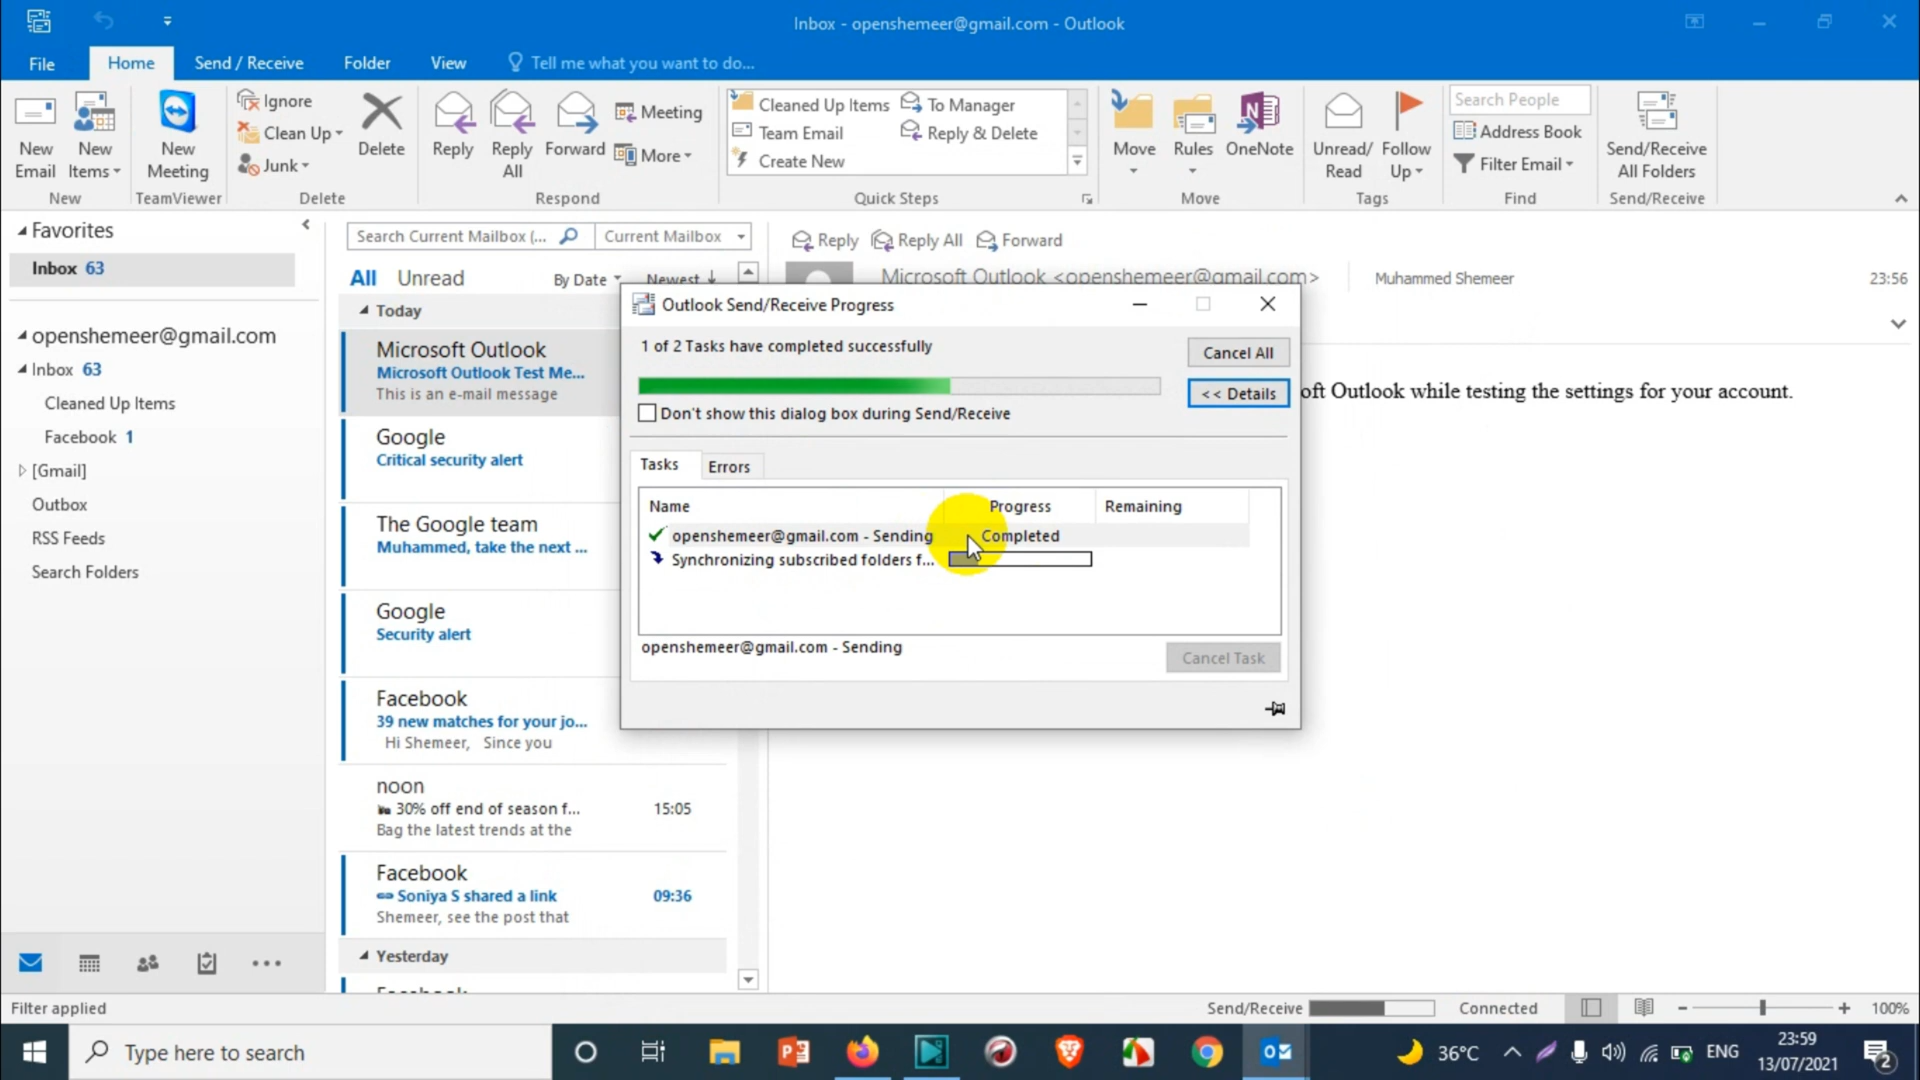 Inbox - openshemeer@gmail.com - Outlook
File Home Send / Receive Folder View Tell me what you want to do...
New Email
New Items
New
New Meeting
TeamViewer
Ignore
Clean Up
Junk
Delete
Delete
Reply
Reply All
Forward
Meeting
More
Respond
Cleaned Up Items
To Manager
Team Email
Reply & Delete
Create New
Quick Steps
Move
Rules
OneNote
Move
Unread/ Read
Follow Up
Tags
Search People
Address Book
Filter Email
Find
Send/Receive All Folders
Send/Receive
Favorites
Inbox 63
openshemeer@gmail.com
Inbox 63
Cleaned Up Items
Facebook 1
[Gmail]
Outbox
RSS Feeds
Search Folders
Search Current Mailbox (... Current Mailbox
All Unread By Date Newest
Today
Microsoft Outlook
Microsoft Outlook Test Me...
This is an e-mail message
Google
Critical security alert
The Google team
Muhammed, take the next ...
Google
Security alert
Facebook
39 new matches for your jo...
Hi Shemeer, Since you
noon
30% off end of season f... 15:05
Bag the latest trends at the
Facebook
Soniya S shared a link 09:36
Shemeer, see the post that
Yesterday
Reply Reply All Forward
Microsoft Outlook <openshemeer@gmail.com> Muhammed Shemeer 23:56
oft Outlook while testing the settings for your account.
Outlook Send/Receive Progress
1 of 2 Tasks have completed successfully
Cancel All
<< Details
Don't show this dialog box during Send/Receive
Tasks Errors
Name Progress Remaining
openshemeer@gmail.com - Sending Completed
Synchronizing subscribed folders f...
openshemeer@gmail.com - Sending
Cancel Task
Filter applied Send/Receive Connected 100%
Type here to search
36°C ENG
23:59
13/07/2021
2